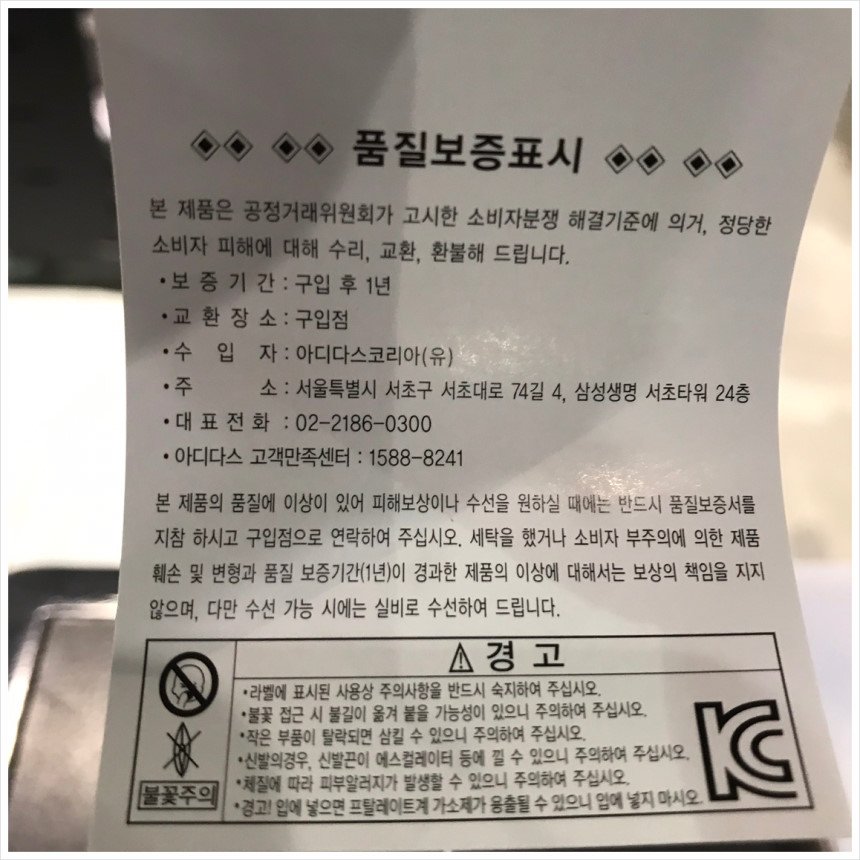 품질보증표시
본 제품은 공정거래위원회가 고시한 소비자분쟁 해결기준에 의거, 정당한
소비자 피해에 대해 수리, 교환, 환불해 드립니다.
• 보 증 기 간 : 구입 후 1년
• 교 환 장 소 : 구입점
• 수 입 자 : 아디다스코리아(유)
• 주 소 : 서울특별시 서초구 서초대로 74길 4, 삼성생명 서초타워 24층
• 대 표 전 화 : 02-2186-0300
• 아디다스 고객만족센터 : 1588-8241
본 제품의 품질에 이상이 있어 피해보상이나 수선을 원하실 때에는 반드시 품질보증서를
지참 하시고 구입점으로 연락하여 주십시오. 세탁을 했거나 소비자 부주의에 의한 제품
훼손 및 변형과 품질 보증기간(1년)이 경과한 제품의 이상에 대해서는 보상의 책임을 지지
않으며, 다만 수선 가능 시에는 실비로 수선하여 드립니다.
⚠ 경 고
• 라벨에 표시된 사용상 주의사항을 반드시 숙지하여 주십시오.
• 불꽃 접근 시 불길이 옮겨 붙을 가능성이 있으니 주의하여 주십시오.
• 작은 부품이 탈락되면 삼킬 수 있으니 주의하여 주십시오.
• 신발의경우, 신발끈이 에스컬레이터 등에 낄 수 있으니 주의하여 주십시오.
• 체질에 따라 피부알러지가 발생할 수 있으니 주의하여 주십시오.
• 경고! 입에 넣으면 프탈레이트계 가소제가 용출될 수 있으니 입에 넣지 마시오.
불꽃주의
KC